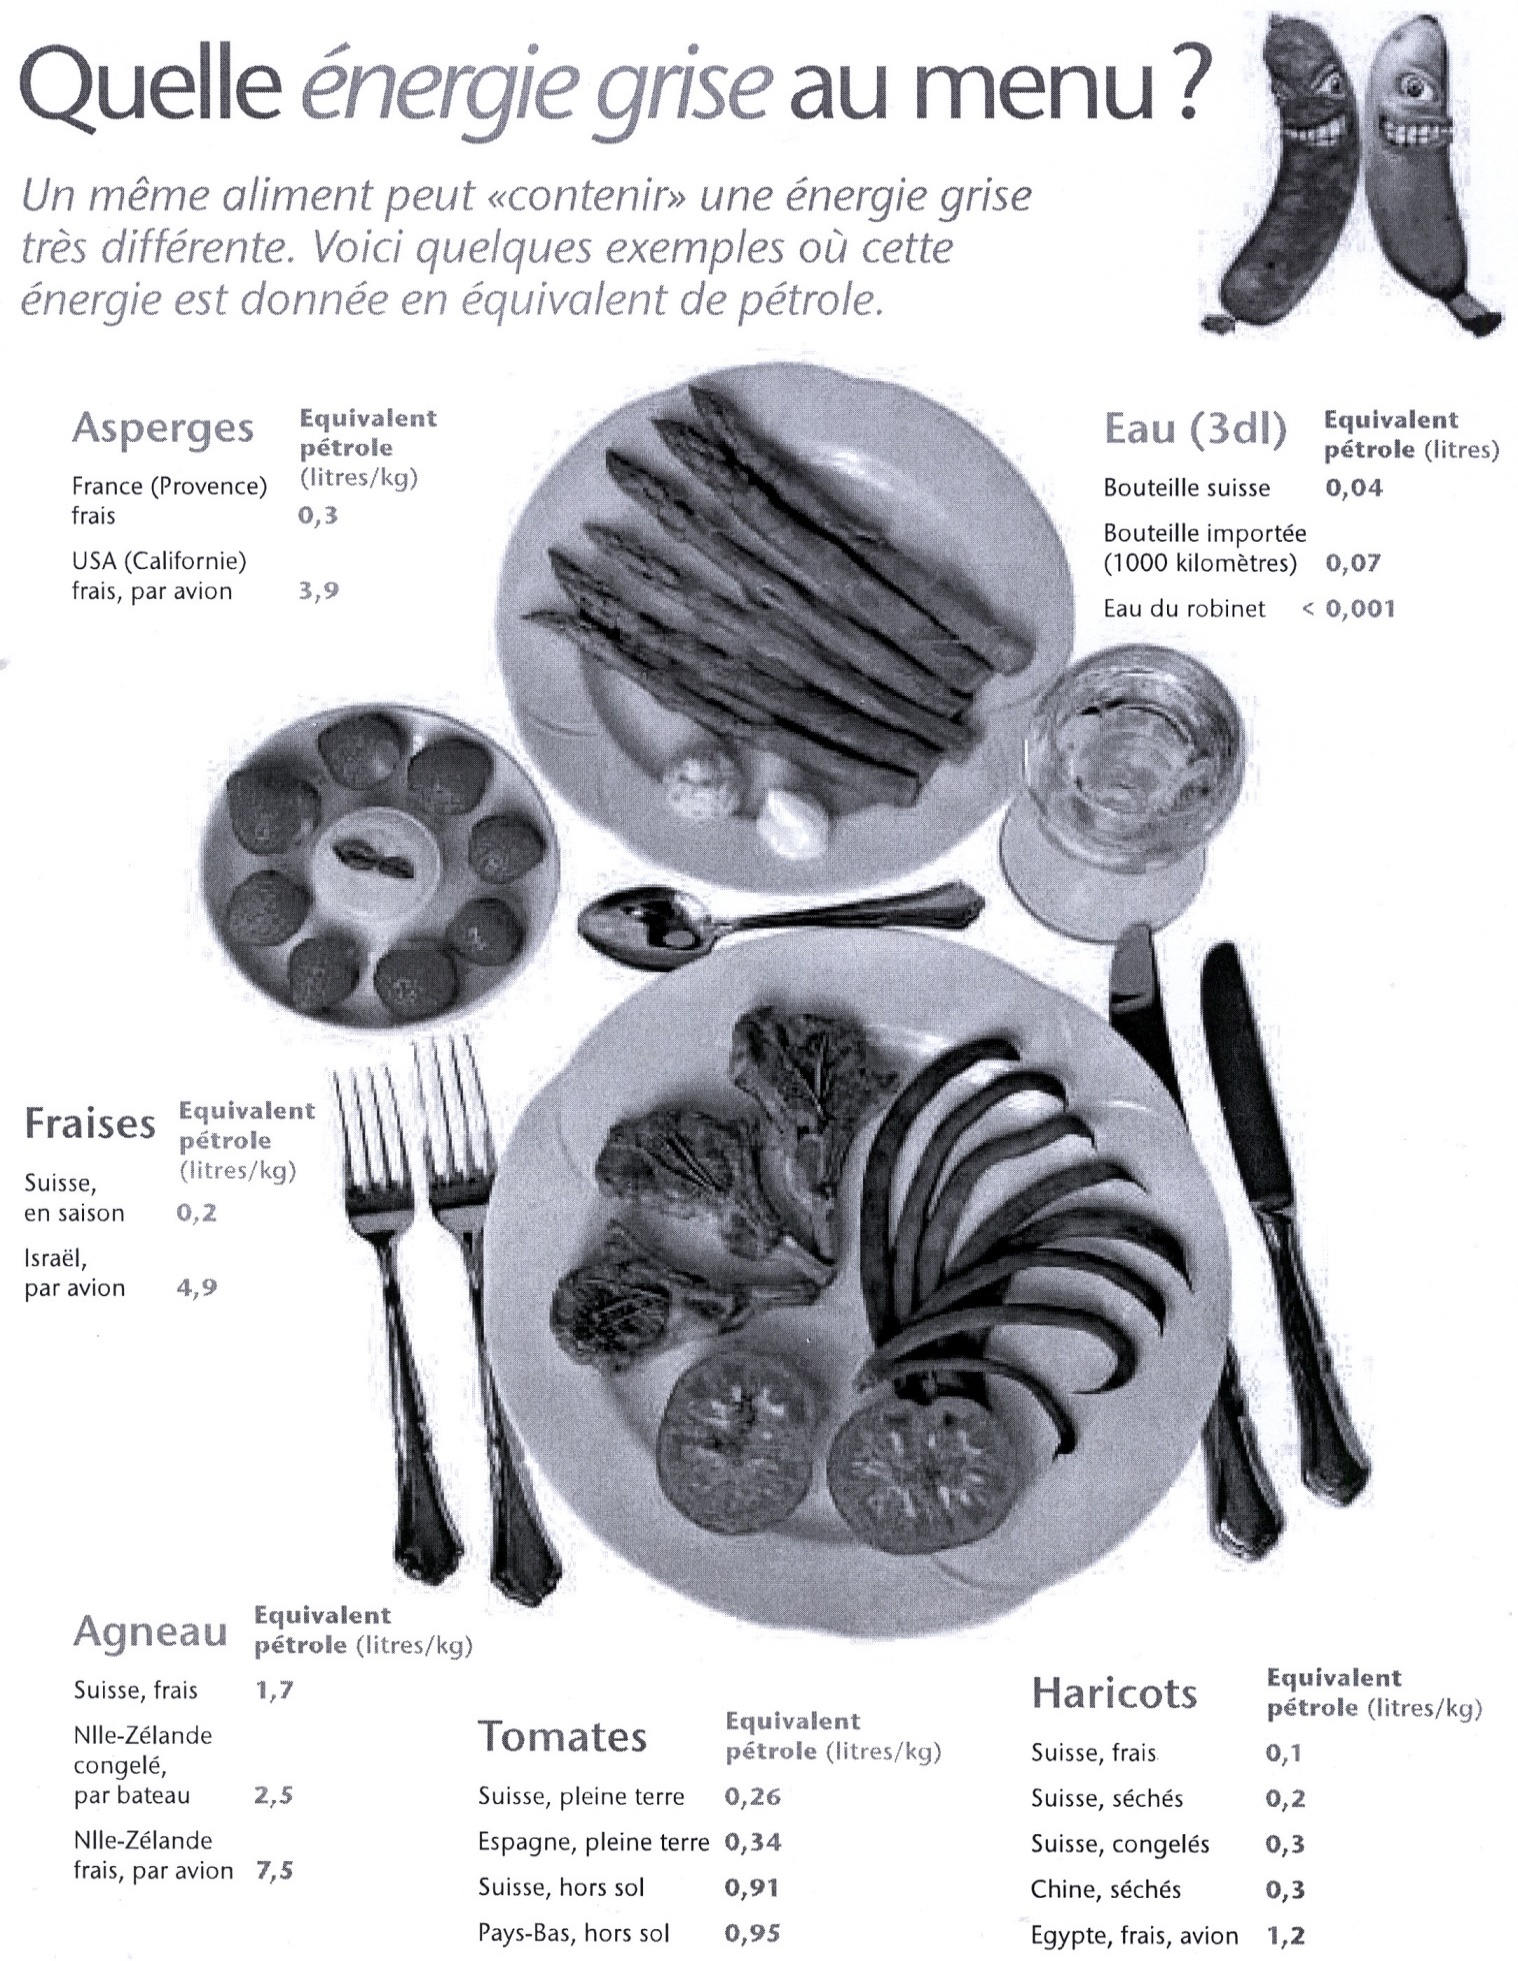 Quelle énergie grise au menu ?
Un même aliment peut «contenir» une énergie grise
très différente. Voici quelques exemples où cette
énergie est donnée en équivalent de pétrole.
Asperges
Equivalent
pétrole
(litres/kg)
France (Provence)
frais 0,3
USA (Californie)
frais, par avion 3,9
Eau (3dl)
Equivalent
pétrole (litres)
Bouteille suisse 0,04
Bouteille importée
(1000 kilomètres) 0,07
Eau du robinet < 0,001
Fraises
Equivalent
pétrole
(litres/kg)
Suisse,
en saison 0,2
Israël,
par avion 4,9
Agneau
Equivalent
pétrole (litres/kg)
Suisse, frais 1,7
Nlle-Zélande
congelé,
par bateau 2,5
Nlle-Zélande
frais, par avion 7,5
Tomates
Equivalent
pétrole (litres/kg)
Suisse, pleine terre 0,26
Espagne, pleine terre 0,34
Suisse, hors sol 0,91
Pays-Bas, hors sol 0,95
Haricots
Equivalent
pétrole (litres/kg)
Suisse, frais 0,1
Suisse, séchés 0,2
Suisse, congelés 0,3
Chine, séchés 0,3
Egypte, frais, avion 1,2